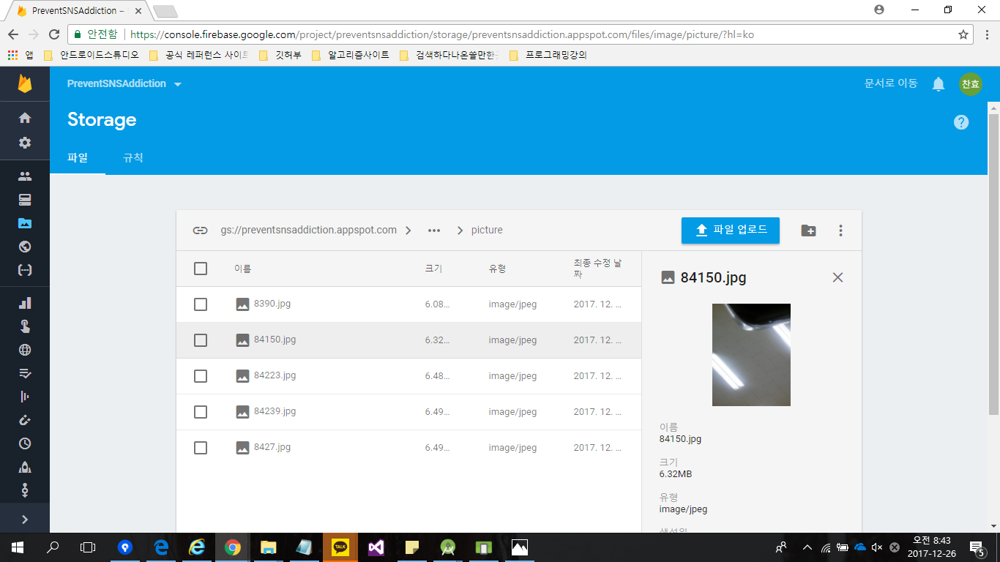 PreventSNSAddiction –
안전함
https://console.firebase.google.com/project/preventsnsaddiction/storage/preventsnsaddiction.appspot.com/files/image/picture/?hl=ko
앱 안드로이드스튜디오 공식 레퍼런스 사이트 깃허부 알고리즘사이트 검색하다나온쓸만한 프로그래밍강의
PreventSNSAddiction
문서로 이동
찬효
Storage
파일 규칙
gs://preventsnsaddiction.appspot.com ••• picture
파일 업로드
이름 크기 유형 최종 수정 날짜
8390.jpg 6.08... image/jpeg 2017. 12. ...
84150.jpg 6.32... image/jpeg 2017. 12. ...
84223.jpg 6.48... image/jpeg 2017. 12. ...
84239.jpg 6.49... image/jpeg 2017. 12. ...
8427.jpg 6.49... image/jpeg 2017. 12. ...
84150.jpg
이름
84150.jpg
크기
6.32MB
유형
image/jpeg
생성일
TALK
오전 8:43
2017-12-26
5